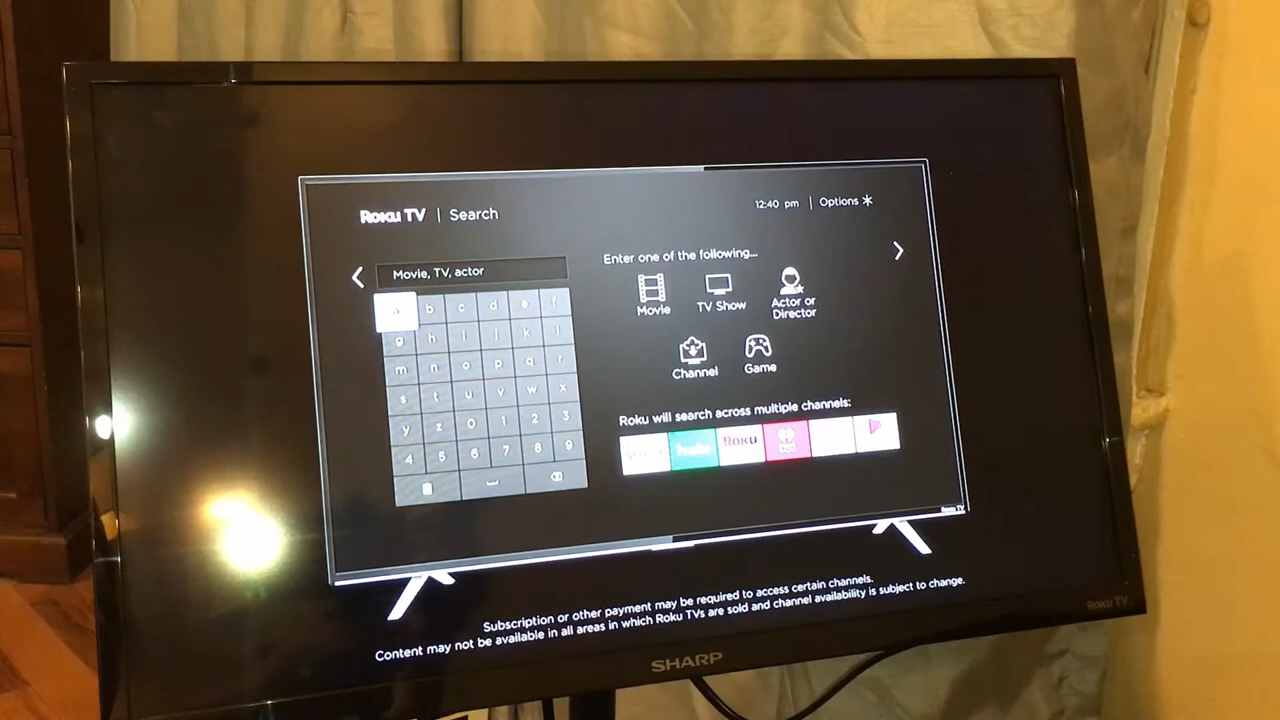 Roku TV | Search
12:40 pm | Options
Movie, TV, actor
Enter one of the following...
a b c d e f
g h i j k l
m n o p q r
s t u v w x
y z 0 1 2 3
4 5 6 7 8 9
Movie
TV Show
Actor or
Director
Channel
Game
Roku will search across multiple channels:
hulu
Roku
Roku TV
Subscription or other payment may be required to access certain channels.
Content may not be available in all areas in which Roku TVs are sold and channel availability is subject to change.
Roku TV
SHARP